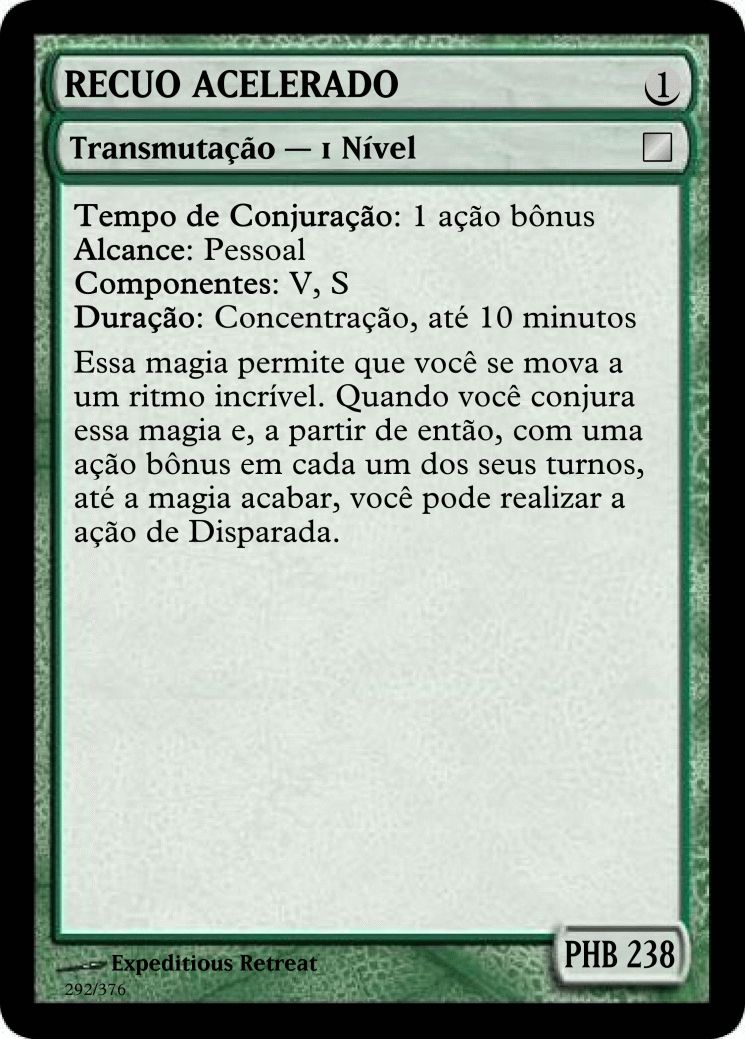 RECUO ACELERADO
1
Transmutação — 1 Nível
Tempo de Conjuração: 1 ação bônus
Alcance: Pessoal
Componentes: V, S
Duração: Concentração, até 10 minutos
Essa magia permite que você se mova a
um ritmo incrível. Quando você conjura
essa magia e, a partir de então, com uma
ação bônus em cada um dos seus turnos,
até a magia acabar, você pode realizar a
ação de Disparada.
PHB 238
Expeditious Retreat
292/376